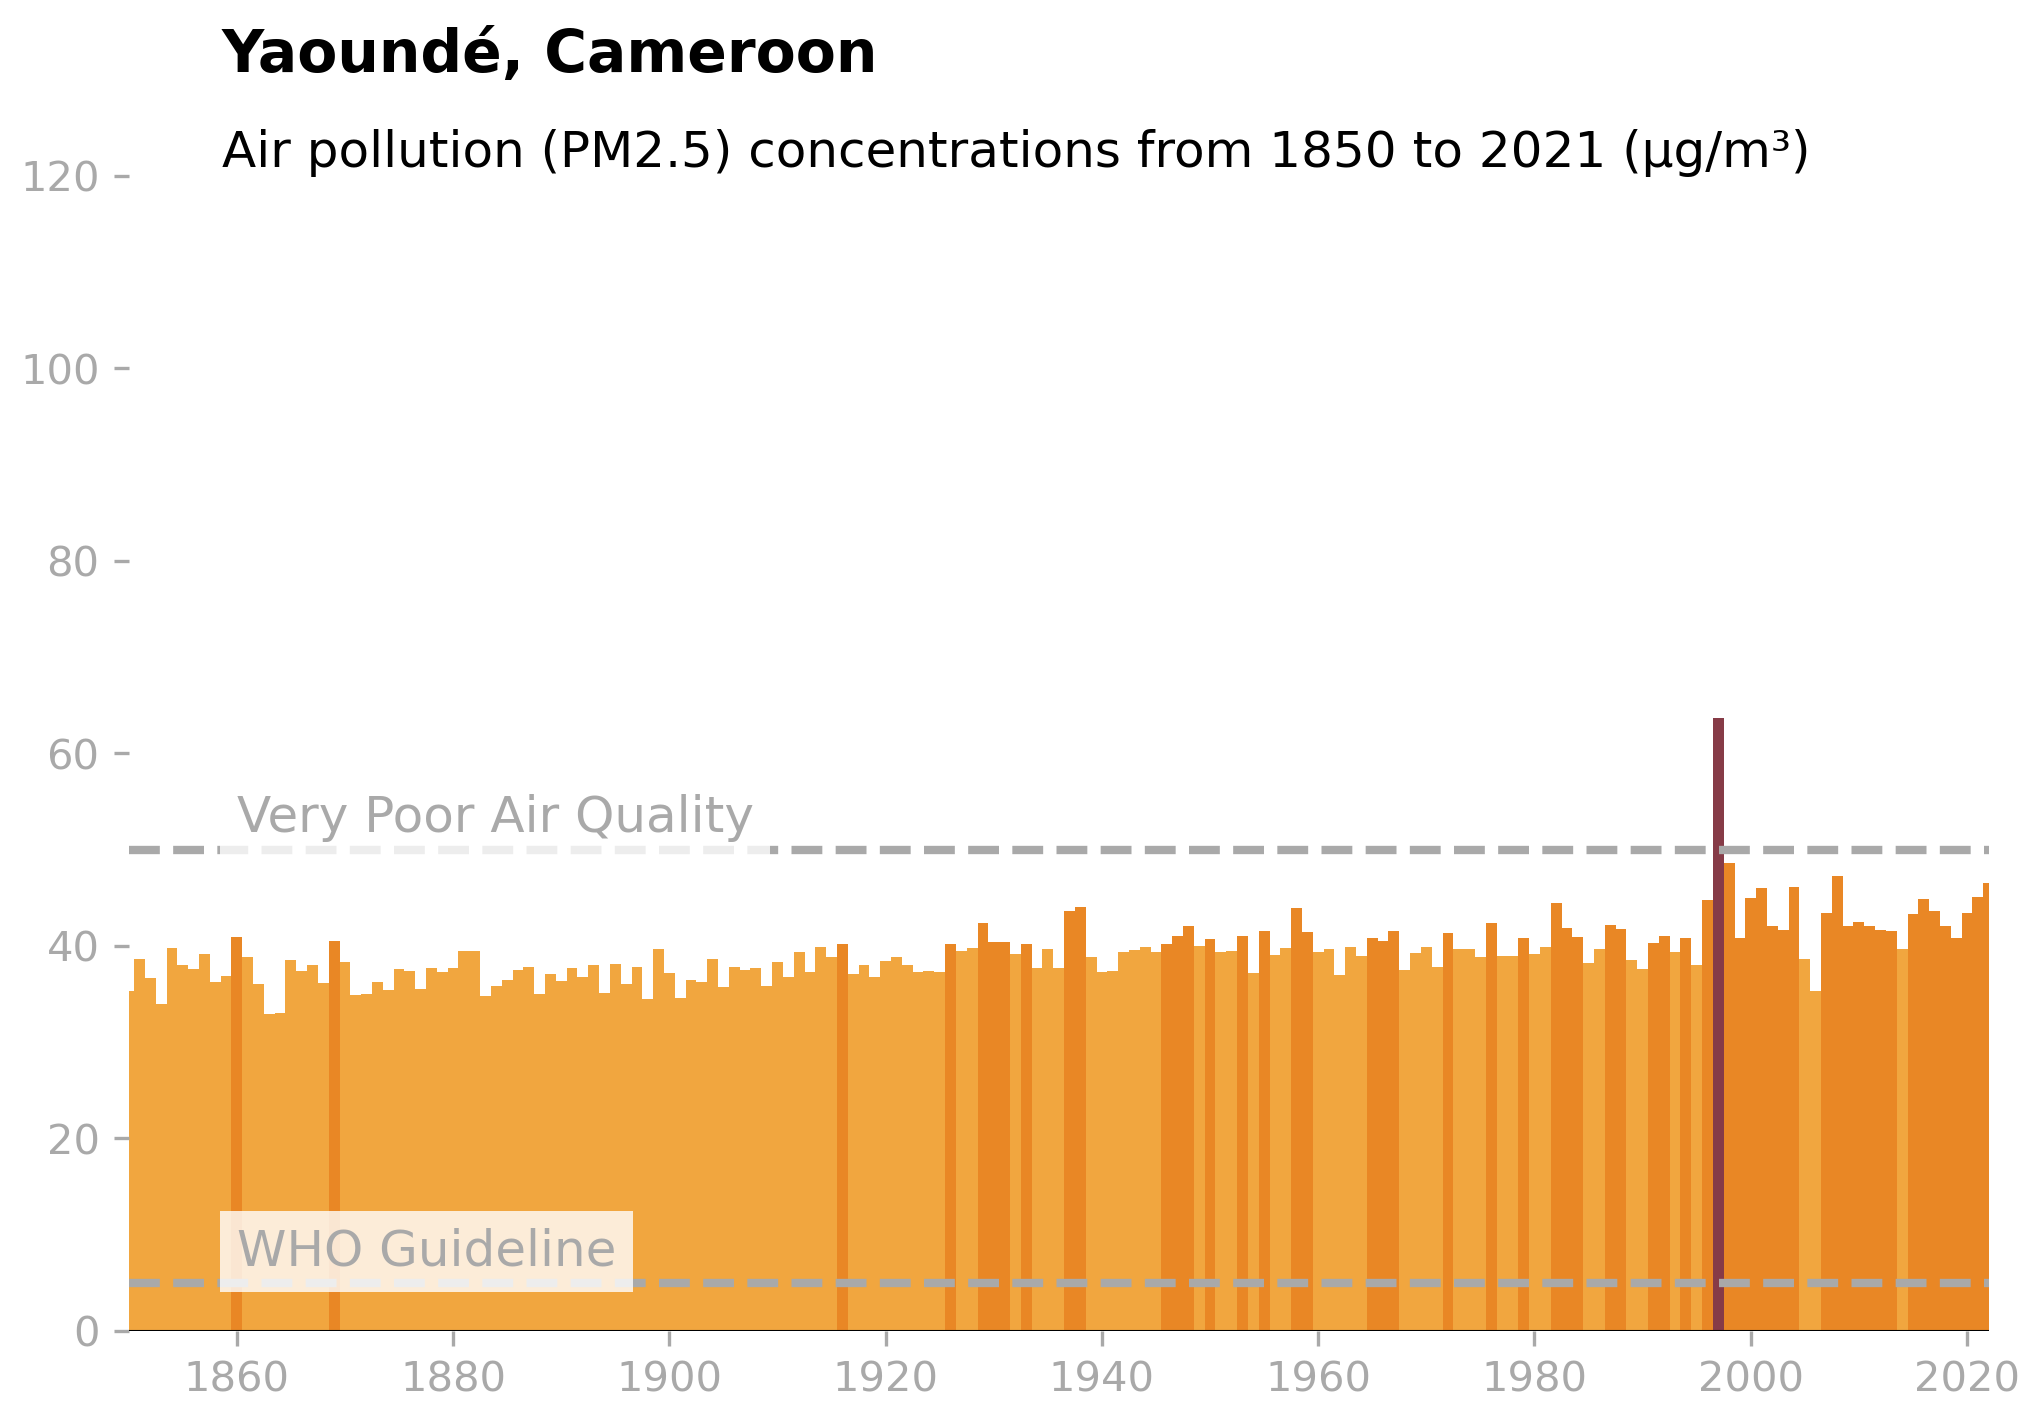 Yaoundé, Cameroon
Air pollution (PM2.5) concentrations from 1850 to 2021 (µg/m³)
120
100
80
60
Very Poor Air Quality
40
20
WHO Guideline
0
1860 1880 1900 1920 1940 1960 1980 2000 2020